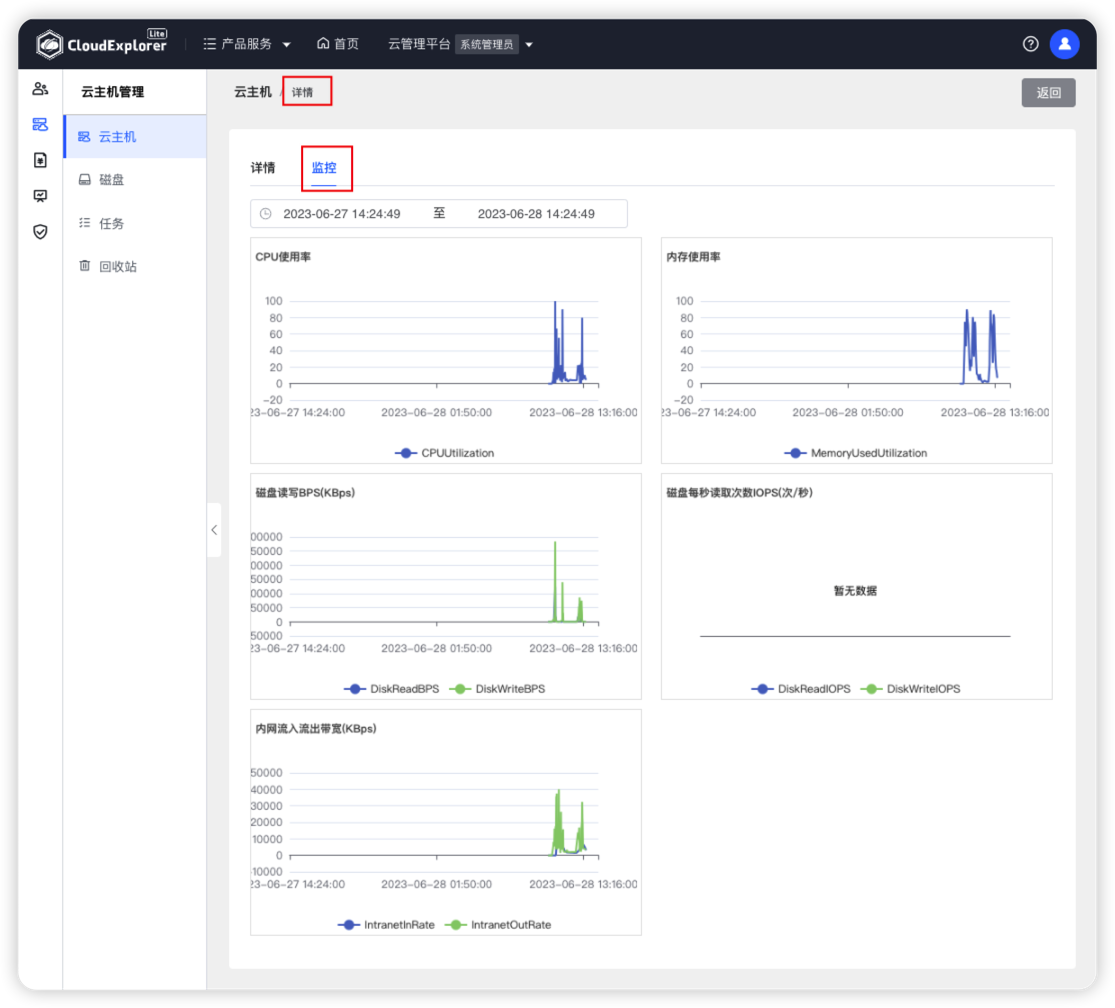 CloudExplorer Lite 产品服务 首页 云管理平台 系统管理员
云主机管理
云主机
磁盘
任务
回收站
云主机 / 详情 返回
详情 监控
2023-06-27 14:24:49 至 2023-06-28 14:24:49
CPU使用率
100
80
60
40
20
0
-20
23-06-27 14:24:00 2023-06-28 01:50:00 2023-06-28 13:16:00
CPUUtilization
内存使用率
100
80
60
40
20
0
-20
23-06-27 14:24:00 2023-06-28 01:50:00 2023-06-28 13:16:00
MemoryUsedUtilization
磁盘读写BPS(KBps)
00000
50000
00000
50000
00000
50000
0
50000
23-06-27 14:24:00 2023-06-28 01:50:00 2023-06-28 13:16:00
DiskReadBPS DiskWriteBPS
磁盘每秒读取次数IOPS(次/秒)
暂无数据
DiskReadIOPS DiskWriteIOPS
内网流入流出带宽(KBps)
50000
40000
30000
20000
10000
0
-10000
23-06-27 14:24:00 2023-06-28 01:50:00 2023-06-28 13:16:00
IntranetInRate IntranetOutRate